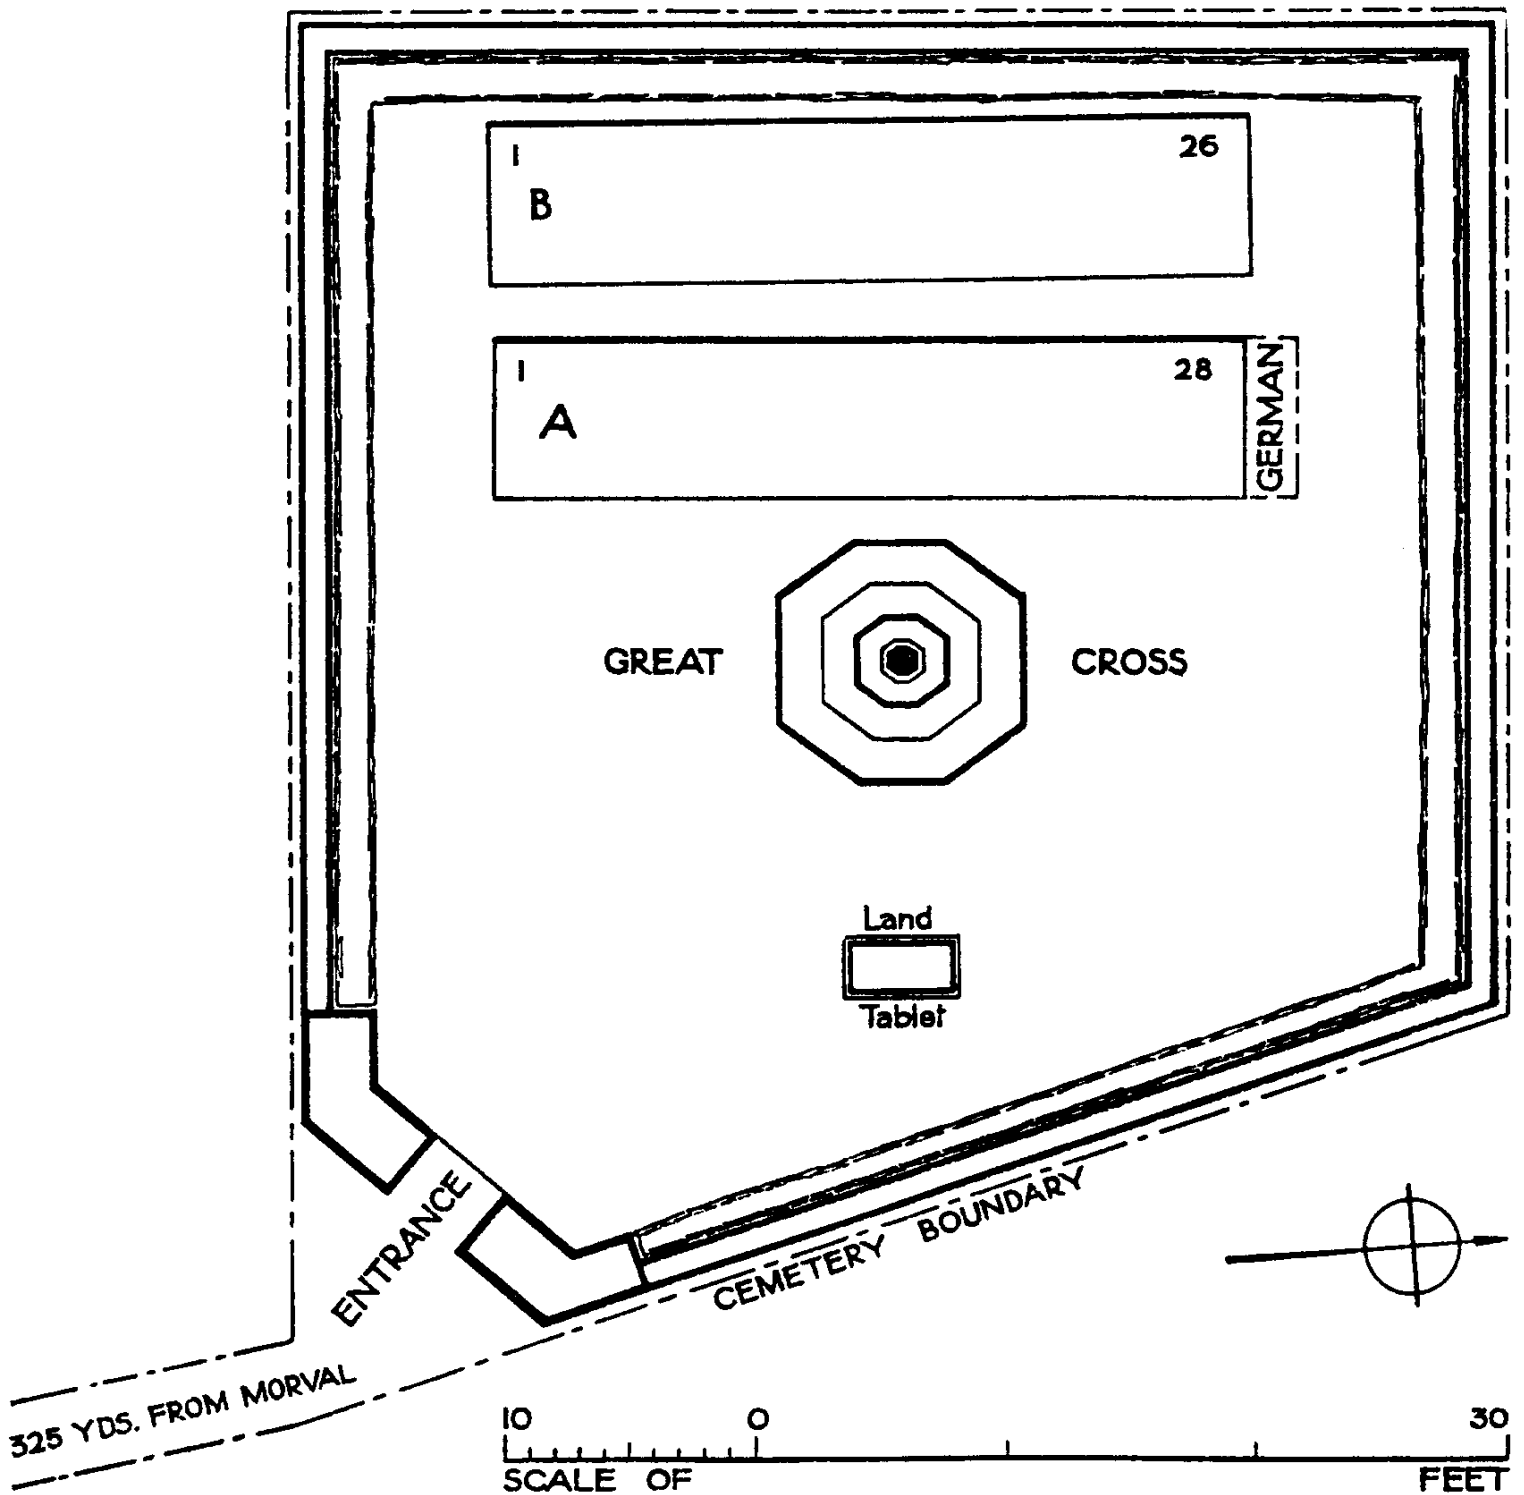 1 26
B
1 28
A
GERMAN
GREAT CROSS
Land
Tablet
ENTRANCE
CEMETERY BOUNDARY
325 YDS. FROM MORVAL
10 0 30
SCALE OF FEET